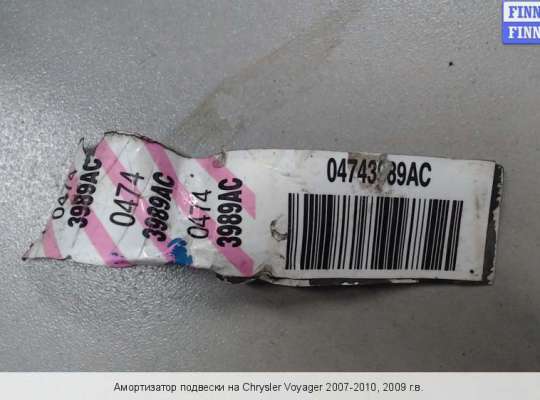 FINN
FINN
04743989AC
0474
3989AC
0474
3989AC
0474
3989AC
Амортизатор подвески на Chrysler Voyager 2007-2010, 2009 г.в.